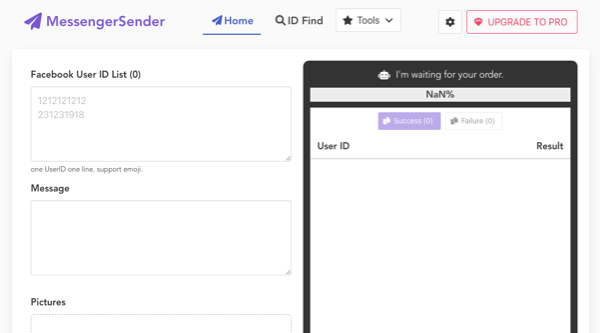 MessengerSender
Home
ID Find
Tools
UPGRADE TO PRO
Facebook User ID List (0)
1212121212
231231918
one UserID one line. support emoji.
Message
Pictures
I'm waiting for your order.
NaN%
Success (0)
Failure (0)
User ID
Result